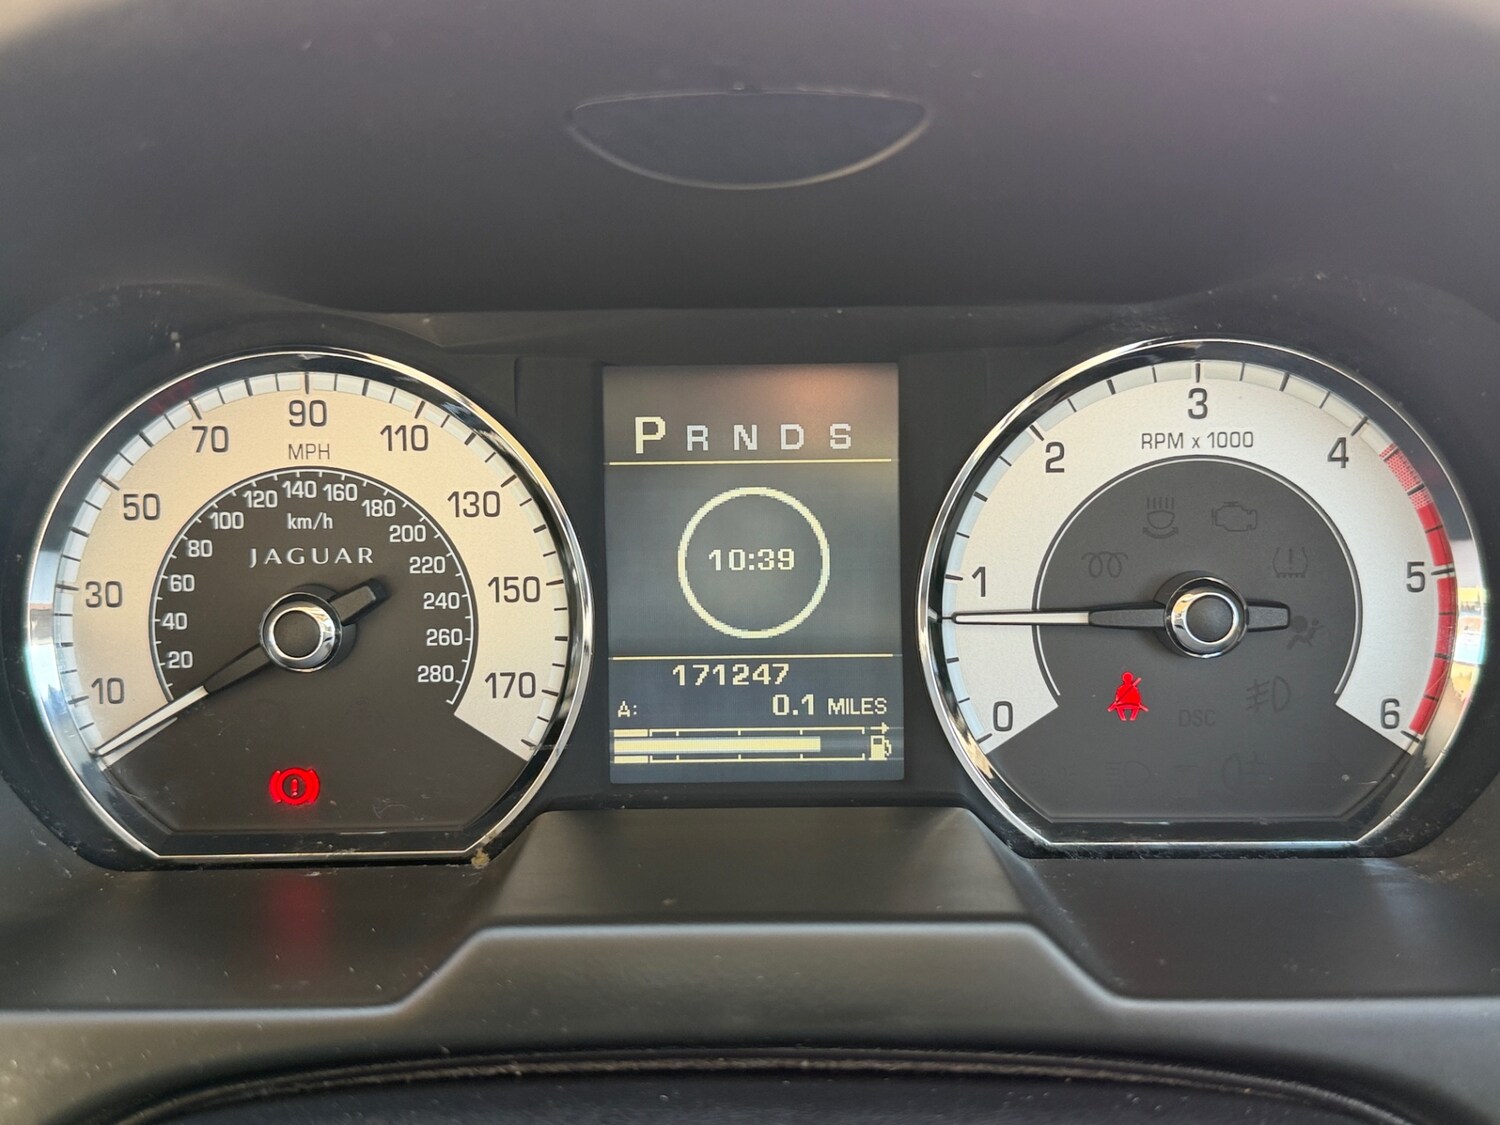 10 30 50 70 90 110 130 150 170
MPH
20 40 60 80 100 120 140 160 180 200 220 240 260 280
km/h
JAGUAR
P R N D S
10:39
171247
A: 0.1 MILES
0 1 2 3 4 5 6
RPM x 1000
DSC